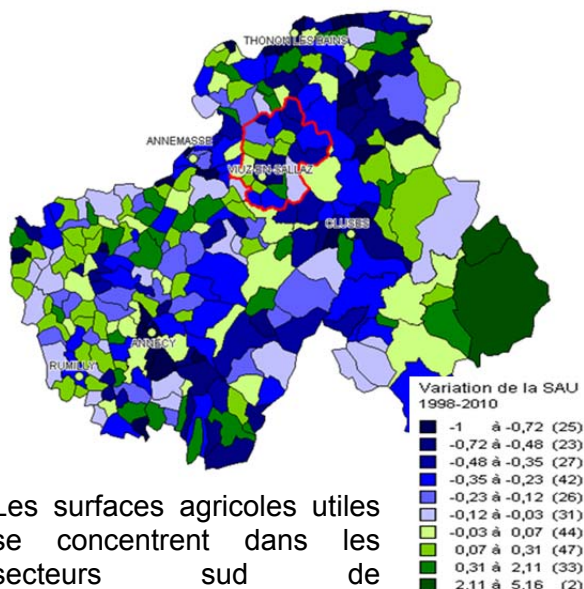 THONON LES BAINS
ANNEMASSE
VIUZ-EN-SALLAZ
CLUSES
ANNECY
RUMILLY
Variation de la SAU
1998-2010
-1 à -0,72 (25)
-0,72 à -0,48 (23)
-0,48 à -0,35 (27)
-0,35 à -0,23 (42)
-0,23 à -0,12 (26)
-0,12 à -0,03 (31)
-0,03 à 0,07 (44)
0,07 à 0,31 (47)
0,31 à 2,11 (33)
2,11 à 5,16 (2)
Les surfaces agricoles utiles
se concentrent dans les
secteurs sud de